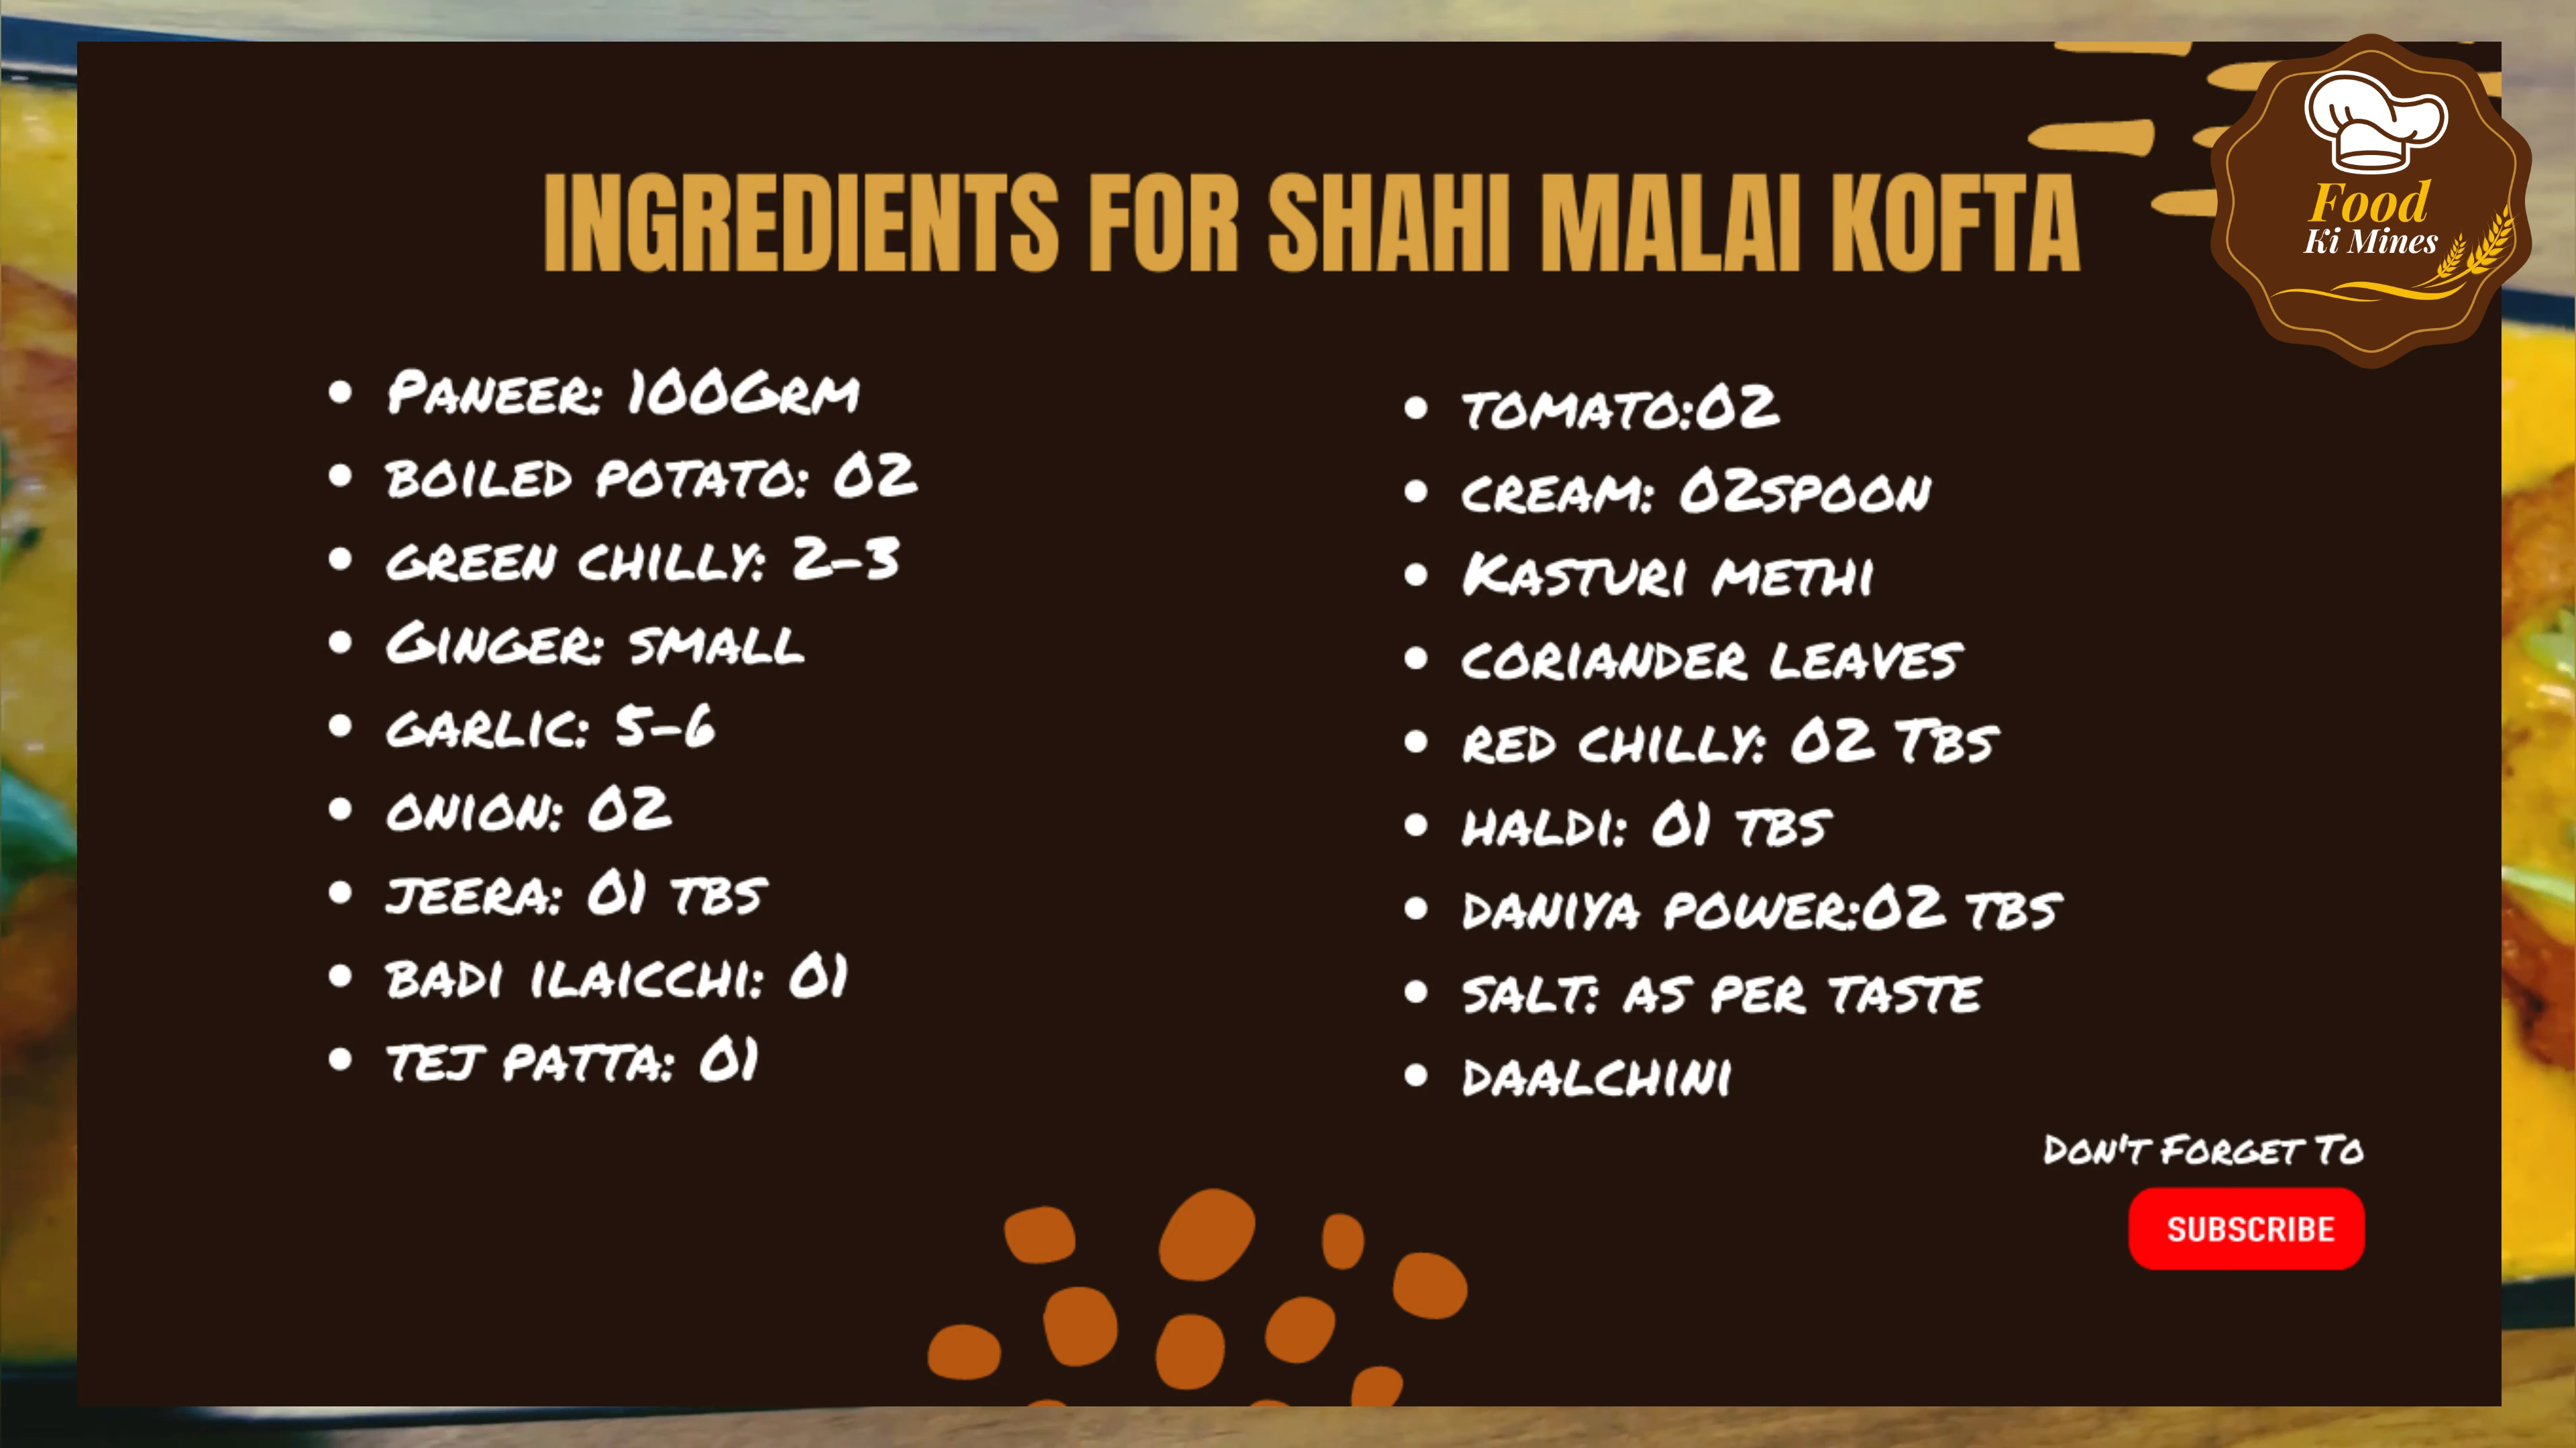 INGREDIENTS FOR SHAHI MALAI KOFTA
Food
Ki Mines
• PANEER: 100GRM
• BOILED POTATO: 02
• GREEN CHILLY: 2-3
• GINGER: SMALL
• GARLIC: 5-6
• ONION: 02
• JEERA: 01 TBS
• BADI ILAICCHI: 01
• TEJ PATTA: 01
• TOMATO:02
• CREAM: 02SPOON
• KASTURI METHI
• CORIANDER LEAVES
• RED CHILLY: 02 TBS
• HALDI: 01 TBS
• DANIYA POWER:02 TBS
• SALT: AS PER TASTE
• DAALCHINI
DON'T FORGET TO
SUBSCRIBE